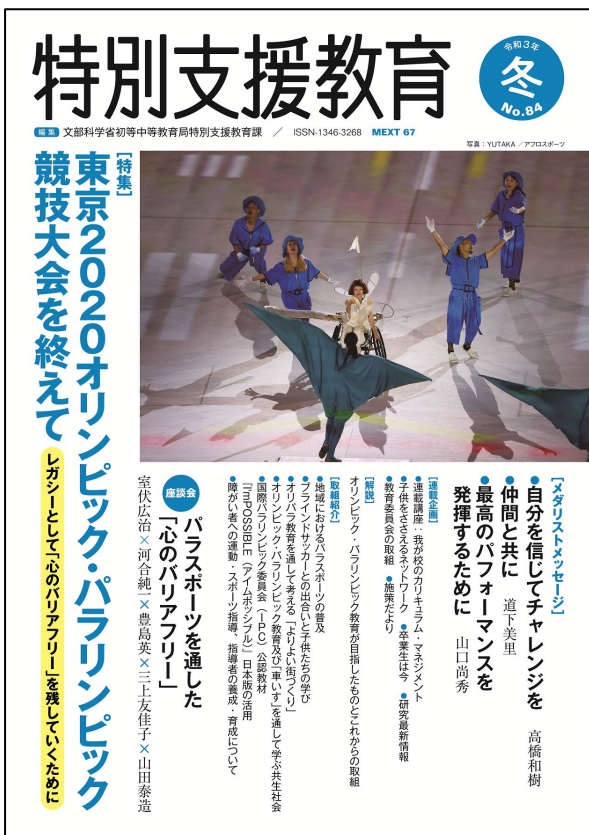 特別支援教育
令和3年
冬
No.84
編集 文部科学省初等中等教育局特別支援教育課 ／ ISSN-1346-3268 MEXT 67
写真：YUTAKA／アフロスポーツ
[特集]
東京2020オリンピック・パラリンピック
競技大会を終えて
レガシーとして「心のバリアフリー」を残していくために
[メダリストメッセージ]
●自分を信じてチャレンジを 高橋和樹
●仲間と共に 道下美里
●最高のパフォーマンスを
発揮するために 山口尚秀
[連載企画]
●連載講座：我が校のカリキュラム・マネジメント
●子供をささえるネットワーク ●卒業生は今 ●研究最新情報
●教育委員会の取組 ●施策だより
[解説]
オリンピック・パラリンピック教育が目指したものとこれからの取組
[取組紹介]
●地域におけるパラスポーツの普及
●ブラインドサッカーとの出合いと子供たちの学び
●オリパラ教育を通して考える「よりよい街づくり」
●オリンピック・パラリンピック教育及び「車いす」を通して学ぶ共生社会
●国際パラリンピック委員会（IPC）公認教材
『I'mPOSSIBLE（アイムポッシブル）』日本版の活用
●障がい者への運動・スポーツ指導、指導者の養成・育成について
座談会
パラスポーツを通した
「心のバリアフリー」
室伏広治×河合純一×豊島英×三上友佳子×山田泰造